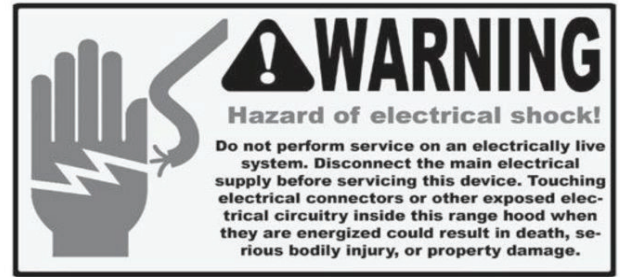 WARNING
Hazard of electrical shock!
Do not perform service on an electrically live
system. Disconnect the main electrical
supply before servicing this device. Touching
electrical connectors or other exposed elec-
trical circuitry inside this range hood when
they are energized could result in death, se-
rious bodily injury, or property damage.